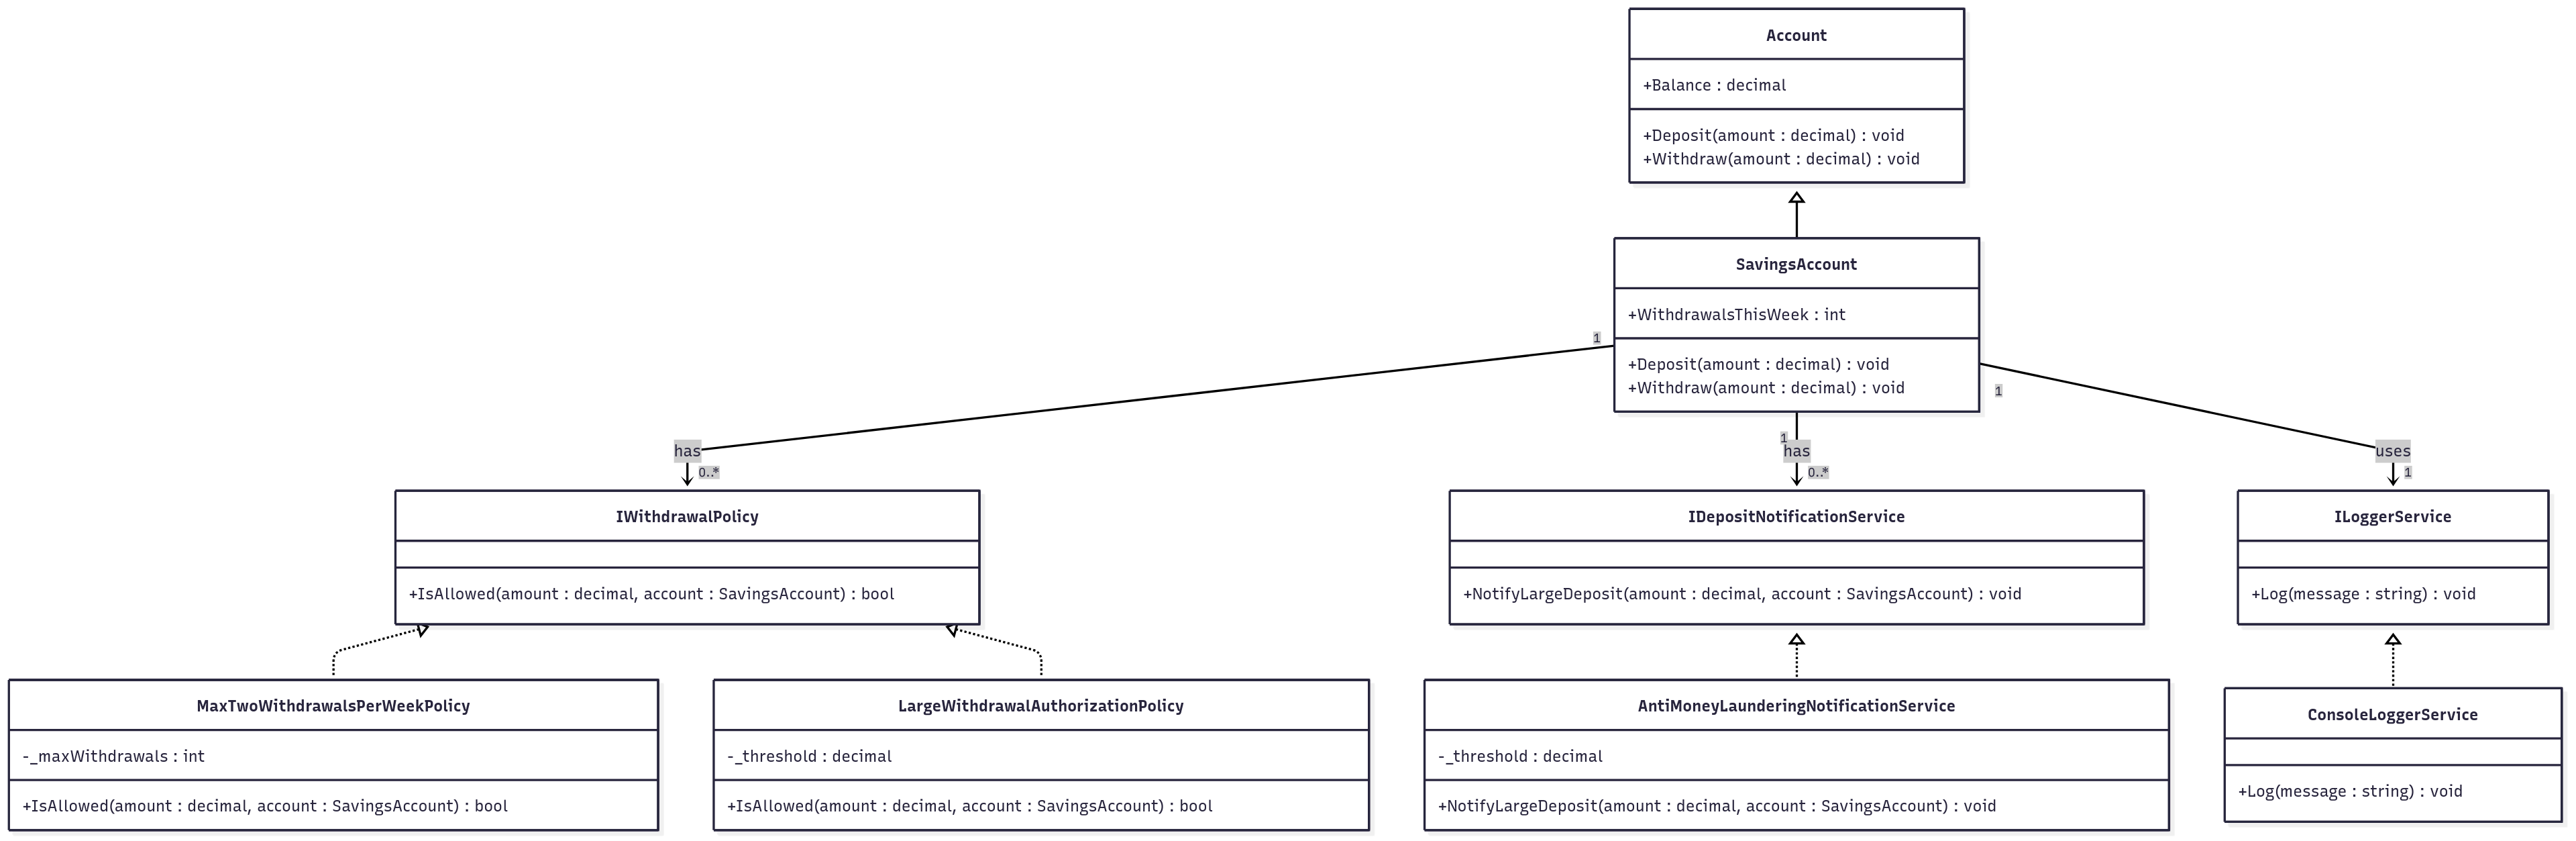 Account
+Balance : decimal
+Deposit(amount : decimal) : void
+Withdraw(amount : decimal) : void
SavingsAccount
+WithdrawalsThisWeek : int
+Deposit(amount : decimal) : void
+Withdraw(amount : decimal) : void
1
has
0..*
1
has
0..*
1
uses
1
IWithdrawalPolicy
+IsAllowed(amount : decimal, account : SavingsAccount) : bool
IDepositNotificationService
+NotifyLargeDeposit(amount : decimal, account : SavingsAccount) : void
ILoggerService
+Log(message : string) : void
MaxTwoWithdrawalsPerWeekPolicy
-_maxWithdrawals : int
+IsAllowed(amount : decimal, account : SavingsAccount) : bool
LargeWithdrawalAuthorizationPolicy
-_threshold : decimal
+IsAllowed(amount : decimal, account : SavingsAccount) : bool
AntiMoneyLaunderingNotificationService
-_threshold : decimal
+NotifyLargeDeposit(amount : decimal, account : SavingsAccount) : void
ConsoleLoggerService
+Log(message : string) : void